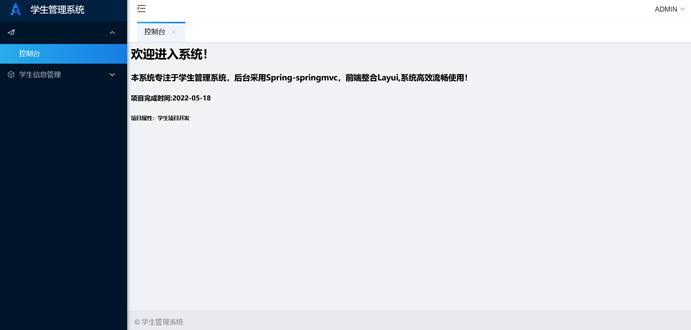 学生管理系统
ADMIN
控制台
学生信息管理
控制台
欢迎进入系统!
本系统专注于学生管理系统，后台采用Spring-springmvc，前端整合Layui,系统高效流畅使用!
项目完成时间:2022-05-18
项目属性：学生项目开发
© 学生管理系统